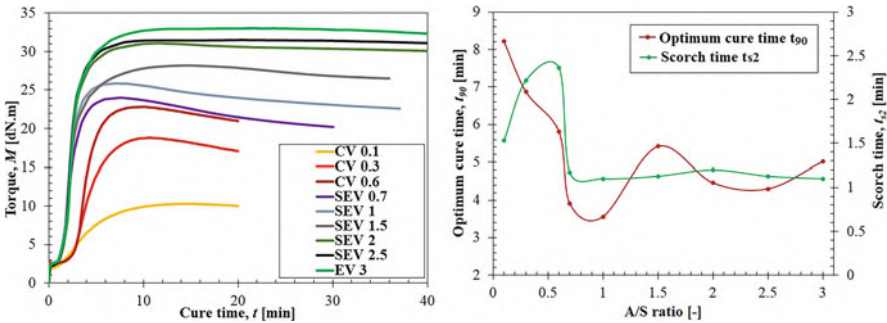 35
30
25
20
15
10
5
0
Torque, M [dN.m]
0
10
20
30
40
Cure time, t [min]
CV 0.1
CV 0.3
CV 0.6
SEV 0.7
SEV 1
SEV 1.5
SEV 2
SEV 2.5
EV 3
9
8
7
6
5
4
3
2
Optimum cure time, t90 [min]
Optimum cure time t90
Scorch time ts2
0
0.5
1
1.5
2
2.5
3
A/S ratio [-]
3
2.5
2
1.5
1
0.5
0
Scorch time, ts2 [min]